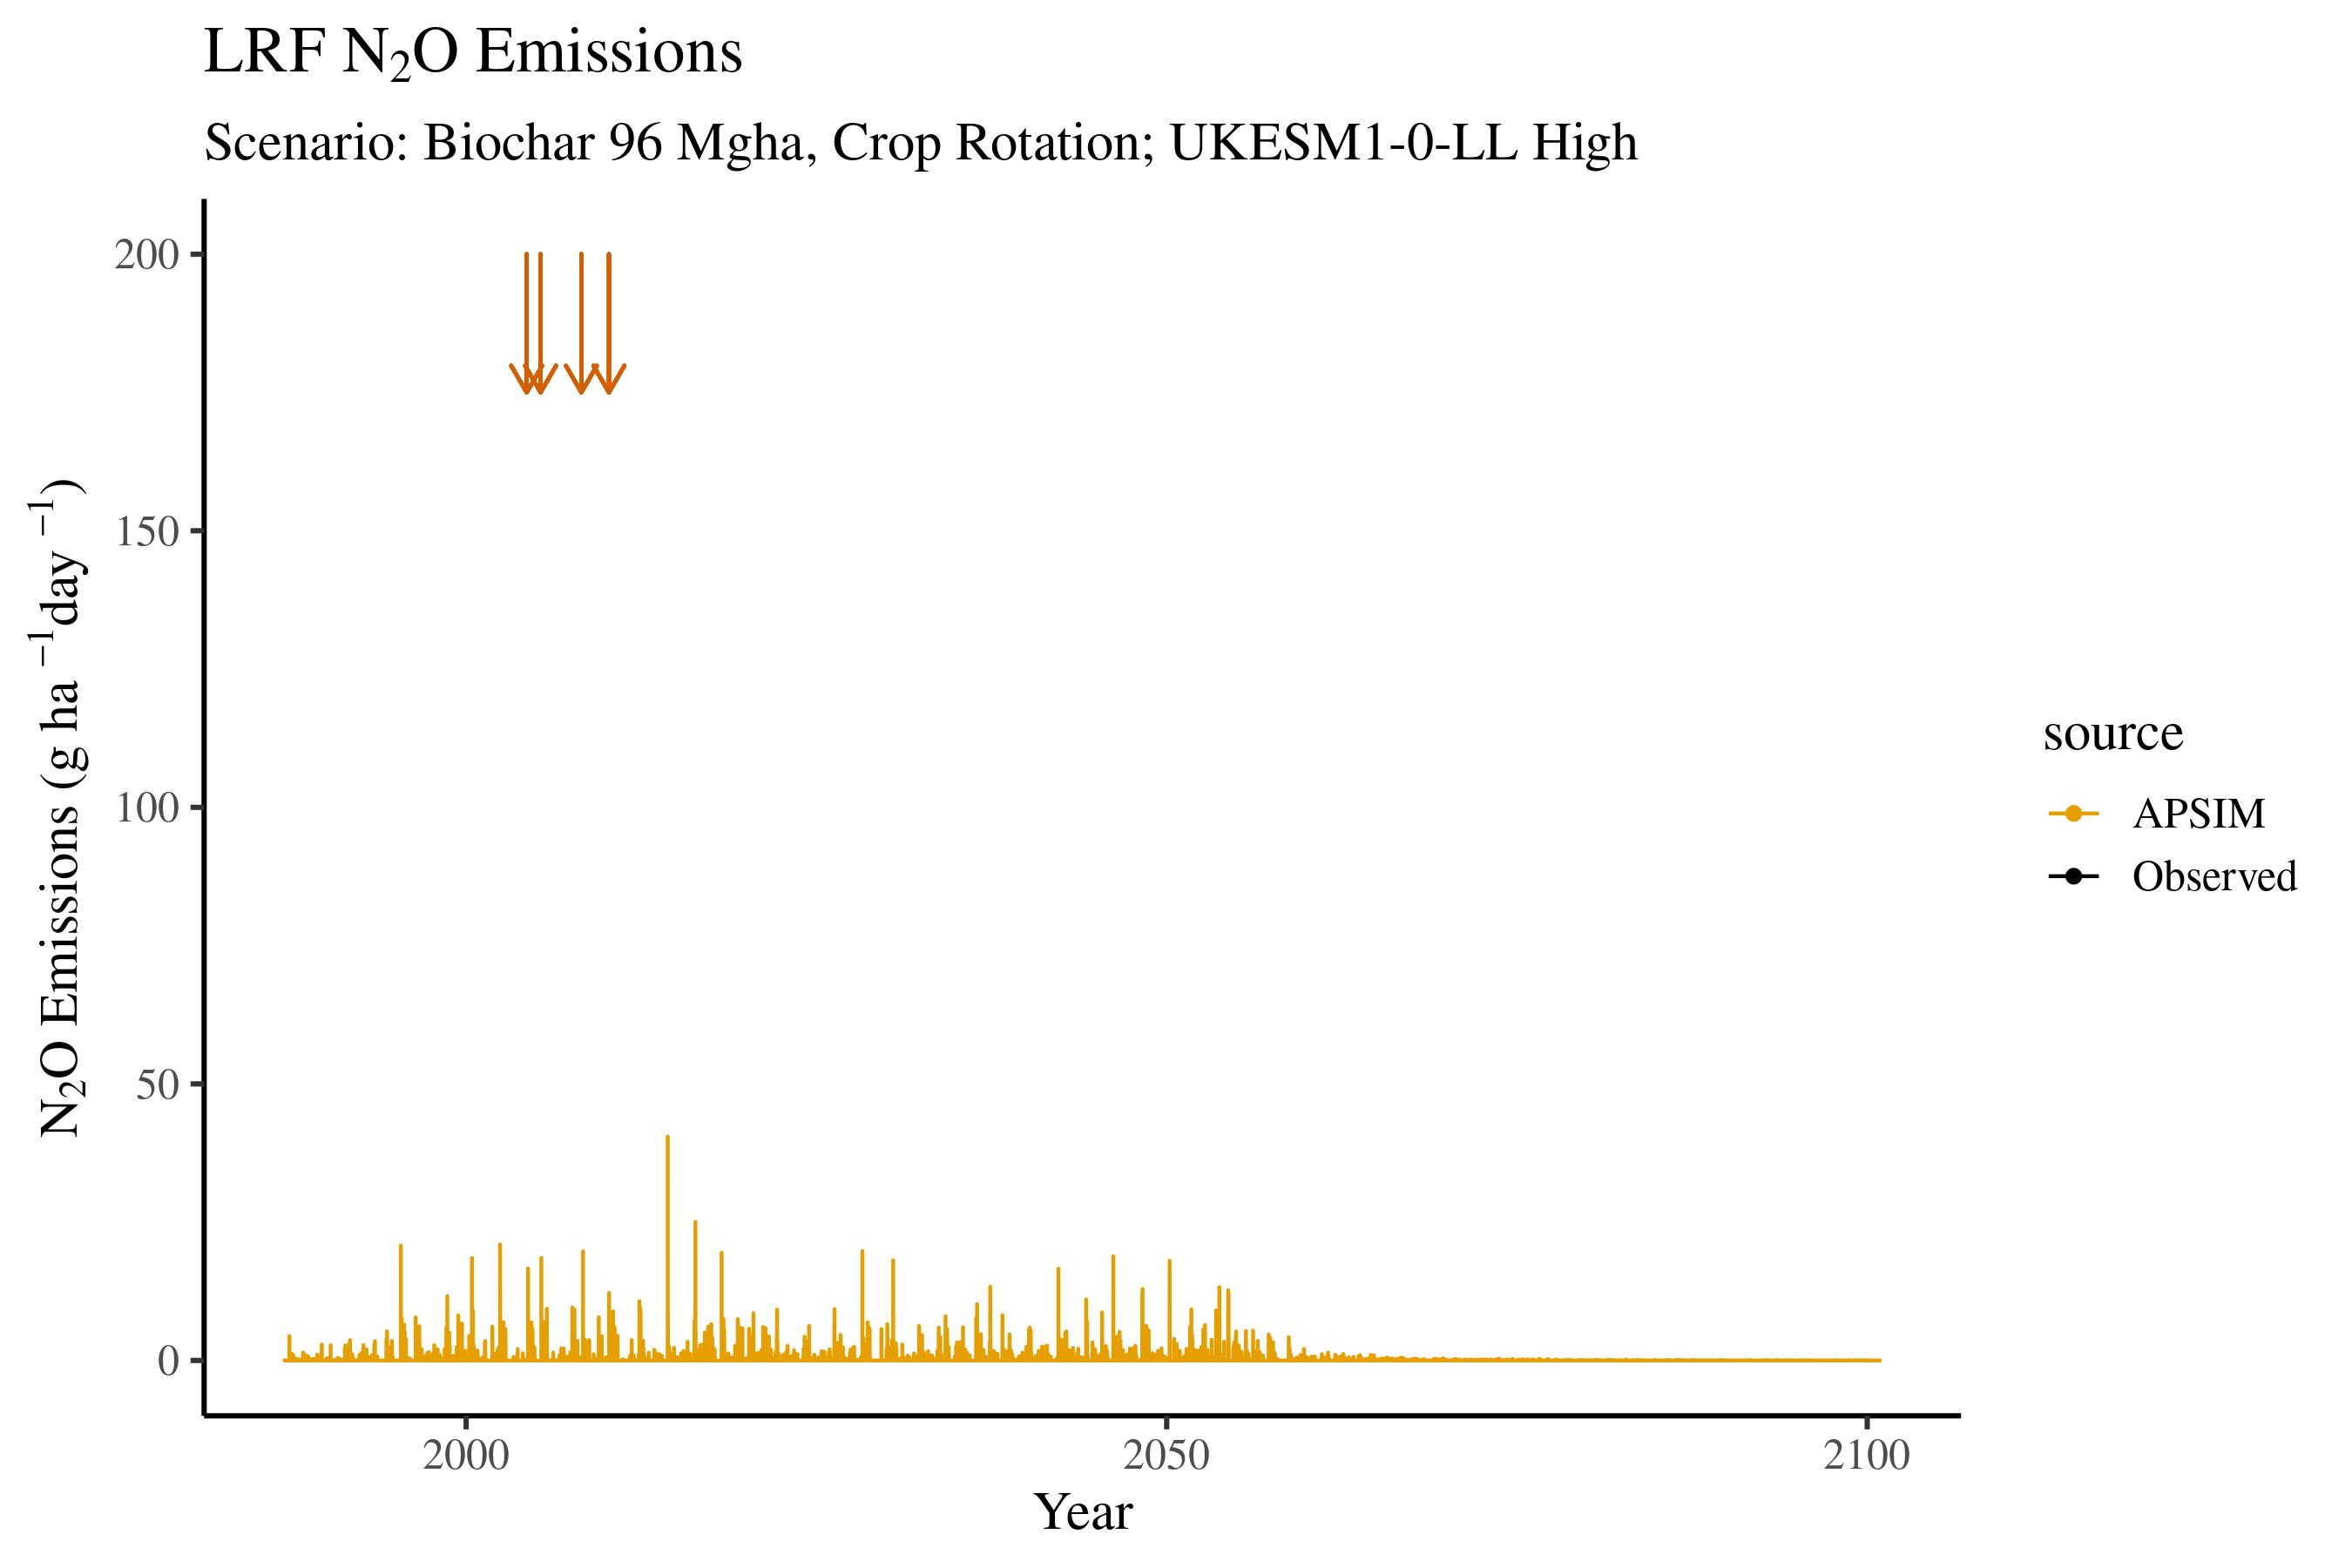 LRF N₂O Emissions
Scenario: Biochar 96 Mgha, Crop Rotation; UKESM1-0-LL High
N₂O Emissions (g ha ⁻¹day ⁻¹)
200
150
100
50
0
2000
2050
2100
Year
source
APSIM
Observed